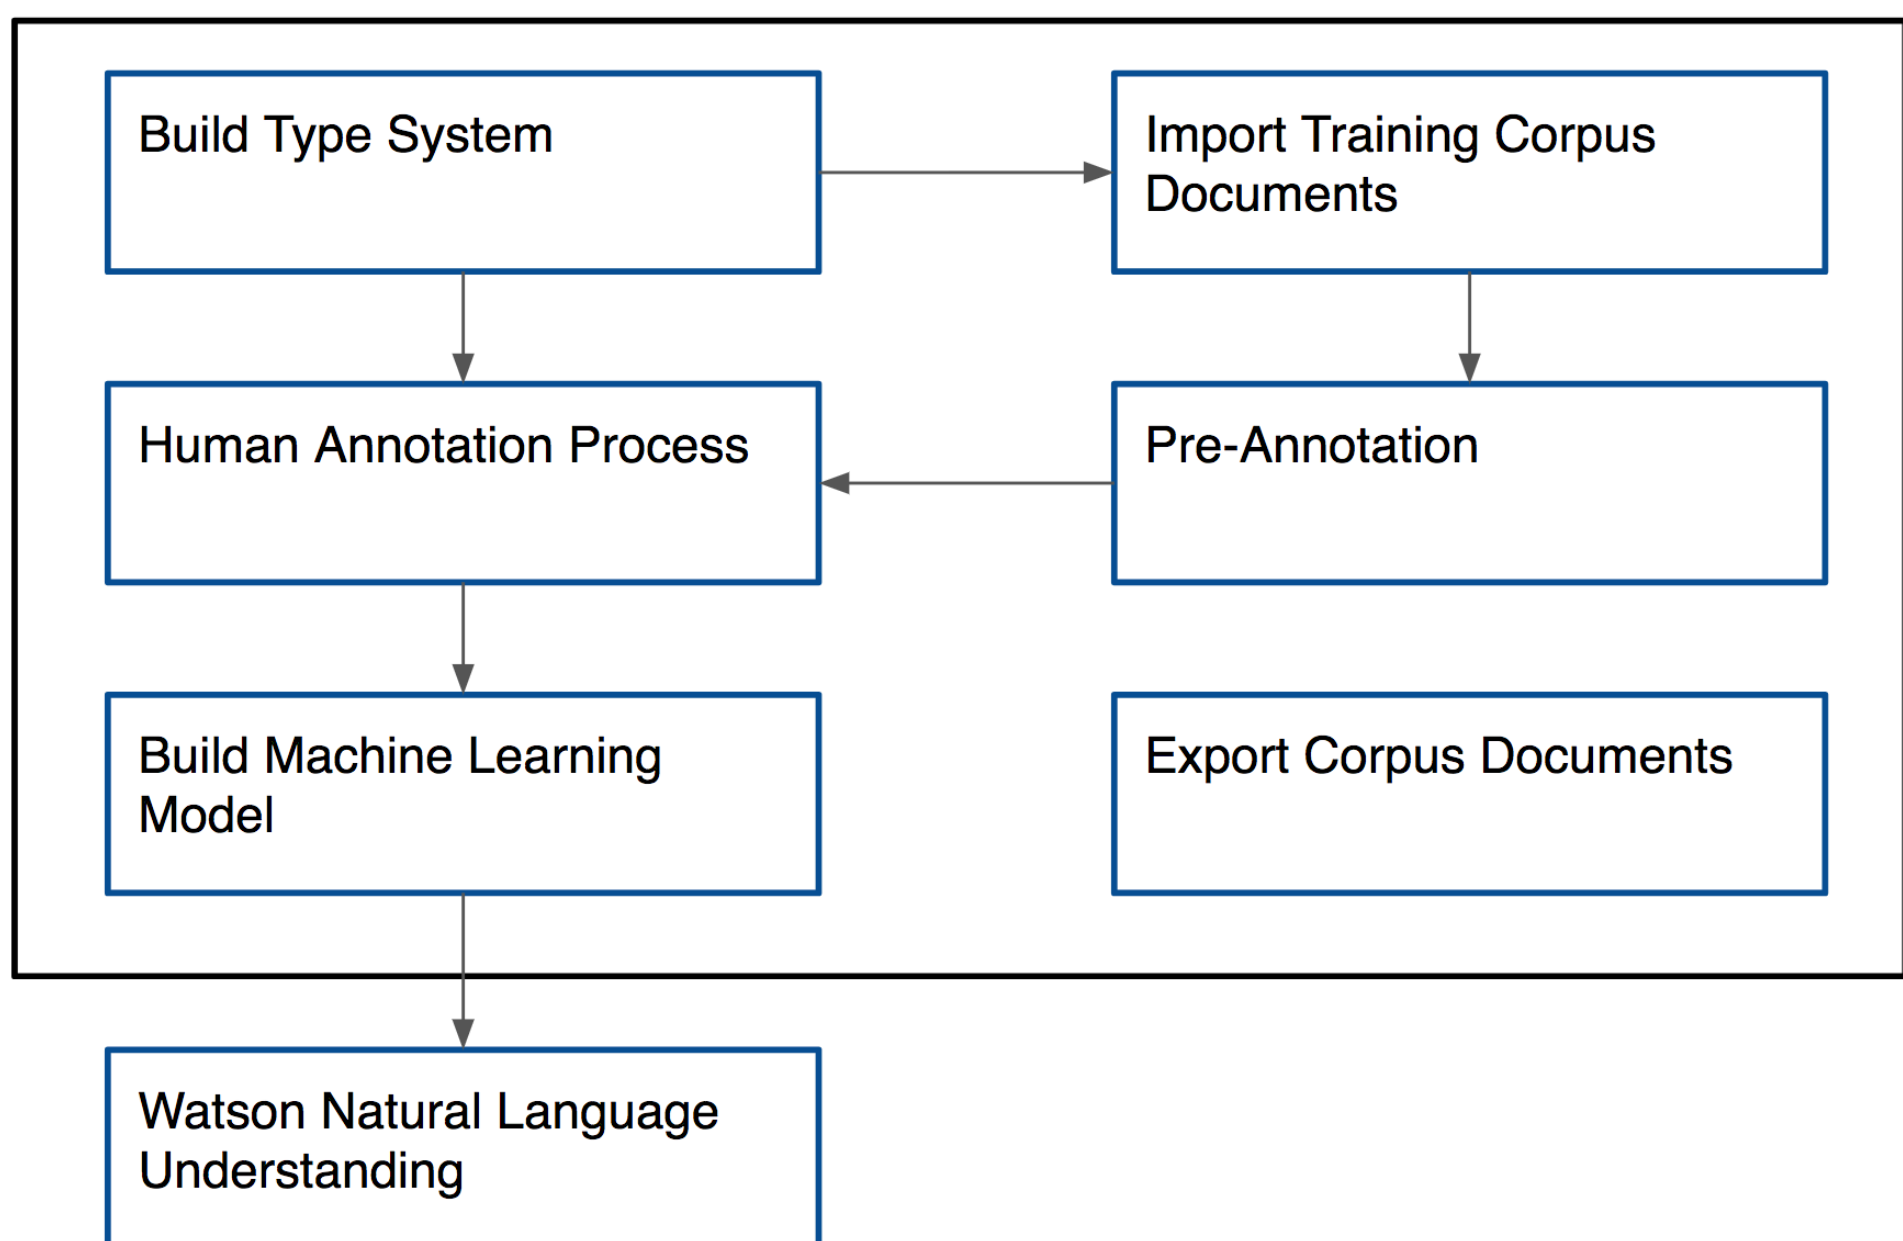 Build Type System
Import Training Corpus
Documents
Human Annotation Process
Pre-Annotation
Build Machine Learning
Model
Export Corpus Documents
Watson Natural Language
Understanding